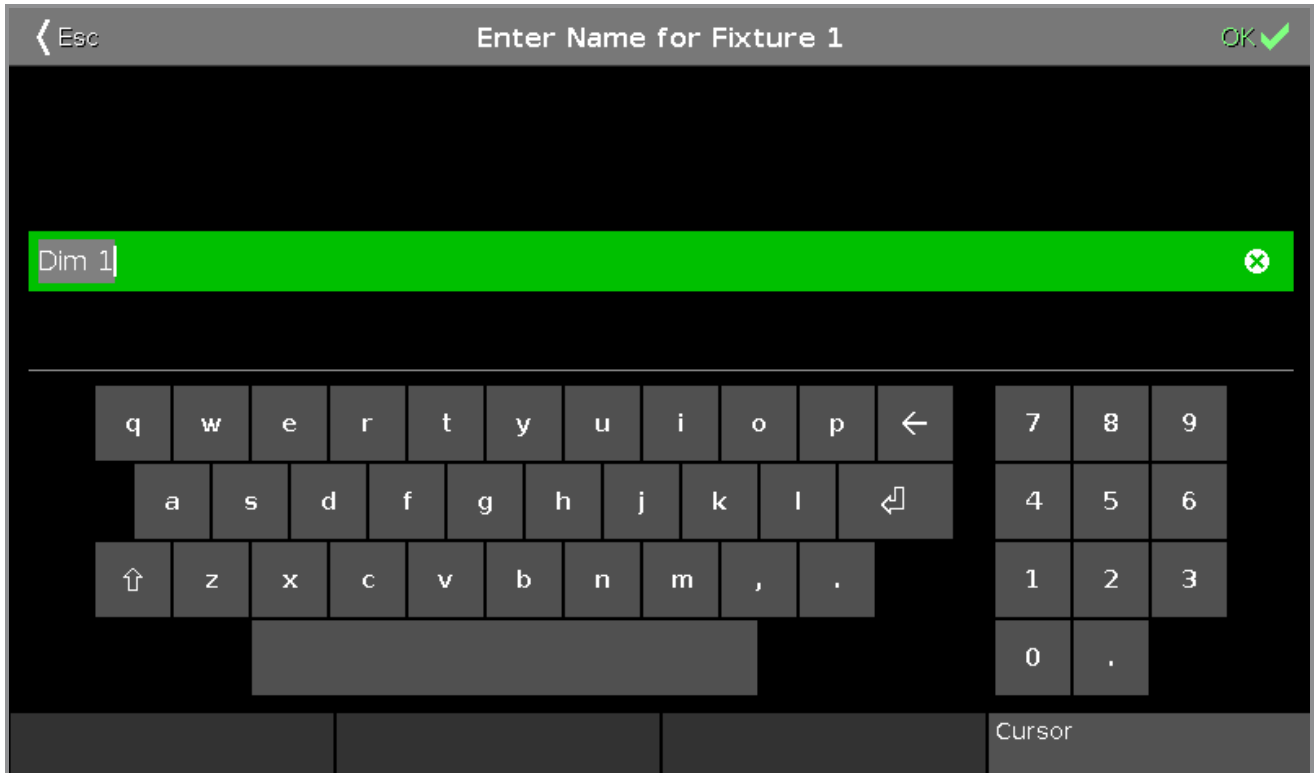 Esc Enter Name for Fixture 1 OK
Dim 1
q w e r t y u i o p ← 7 8 9
a s d f g h j k l 4 5 6
z x c v b n m , . 1 2 3
0 .
Cursor